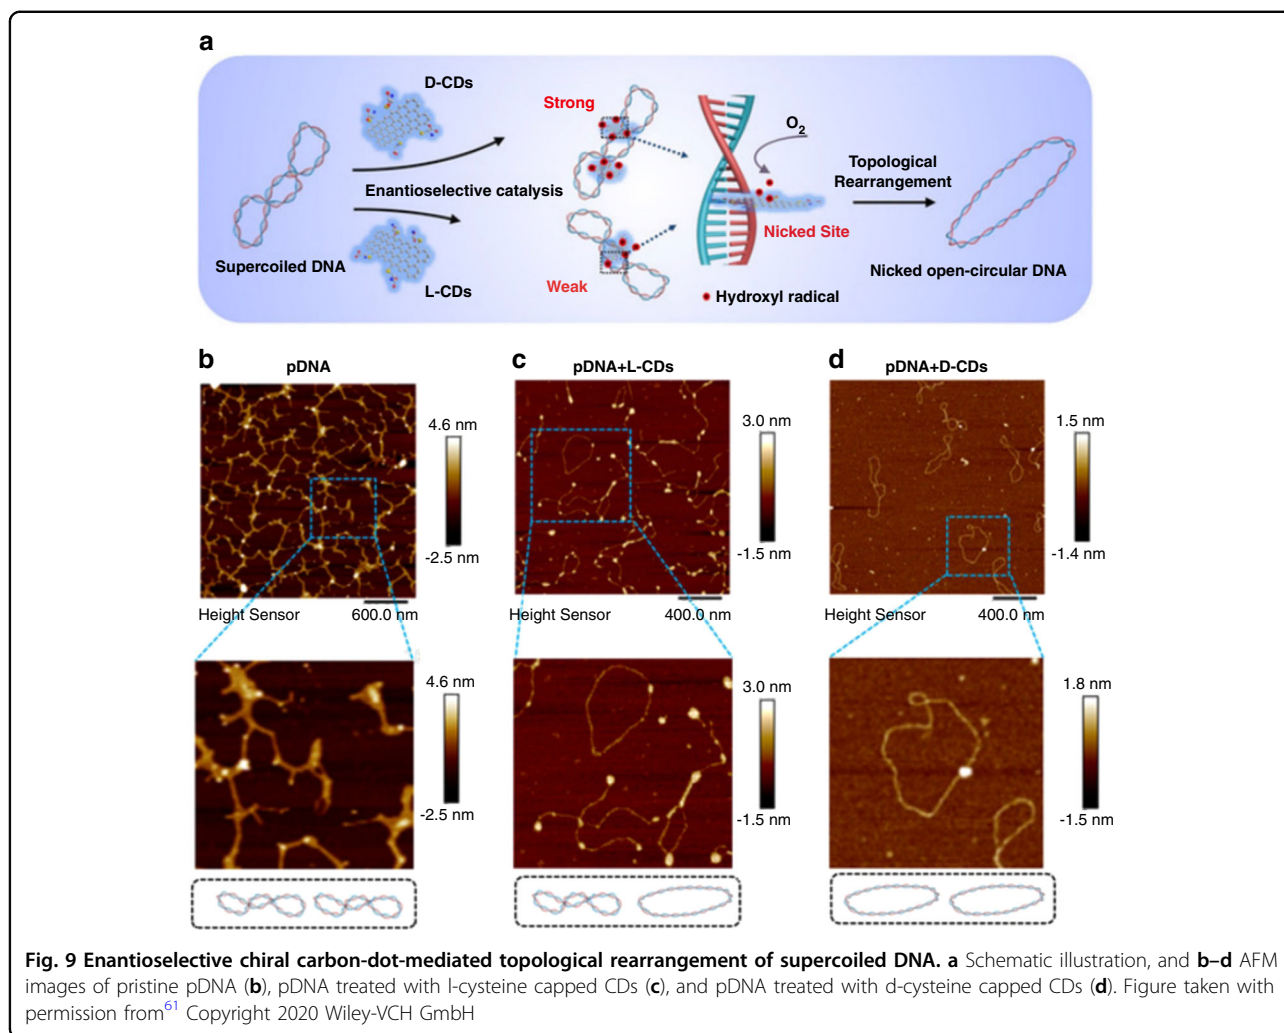 a
D-CDs
Strong
O2
Enantioselective catalysis
Topological
Rearrangement
Supercoiled DNA
Nicked Site
Nicked open-circular DNA
L-CDs
Weak
Hydroxyl radical
b
pDNA
4.6 nm
-2.5 nm
Height Sensor
600.0 nm
4.6 nm
-2.5 nm
c
pDNA+L-CDs
3.0 nm
-1.5 nm
Height Sensor
400.0 nm
3.0 nm
-1.5 nm
d
pDNA+D-CDs
1.5 nm
-1.4 nm
Height Sensor
400.0 nm
1.8 nm
-1.5 nm
Fig. 9 Enantioselective chiral carbon-dot-mediated topological rearrangement of supercoiled DNA. a Schematic illustration, and b–d AFM
images of pristine pDNA (b), pDNA treated with l-cysteine capped CDs (c), and pDNA treated with d-cysteine capped CDs (d). Figure taken with
permission from61 Copyright 2020 Wiley-VCH GmbH